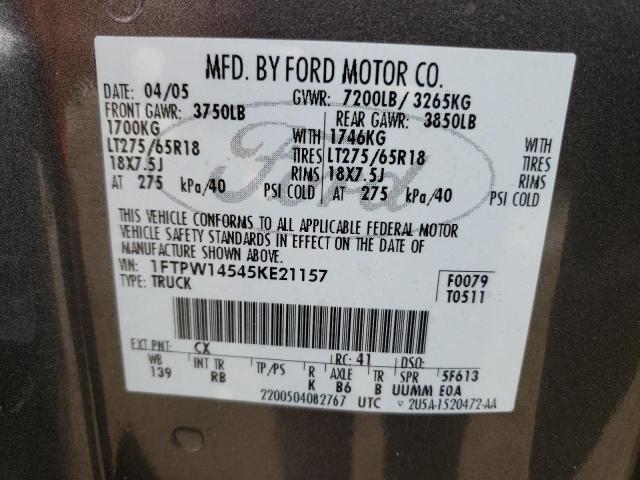 MFD. BY FORD MOTOR CO.
DATE: 04/05 GVWR: 7200LB/ 3265KG
FRONT GAWR: 3750LB REAR GAWR: 3850LB
1700KG WITH 1746KG WITH
LT275/65R18 TIRES LT275/65R18 TIRES
18X7.5J RIMS 18X7.5J RIMS
AT 275 kPa/40 PSI COLD AT 275 kPa/40 PSI COLD
Ford
THIS VEHICLE CONFORMS TO ALL APPLICABLE FEDERAL MOTOR
VEHICLE SAFETY STANDARDS IN EFFECT ON THE DATE OF
MANUFACTURE SHOWN ABOVE.
VIN: 1FTPW14545KE21157 F0079
TYPE: TRUCK T0511
EXT PNT: CX RC: 41 DSO:
WB INT TR TP/PS R AXLE TR SPR 5F613
139 RB K B6 B UUMM E0A
2200504082767 UTC 2U5A-1520472-AA